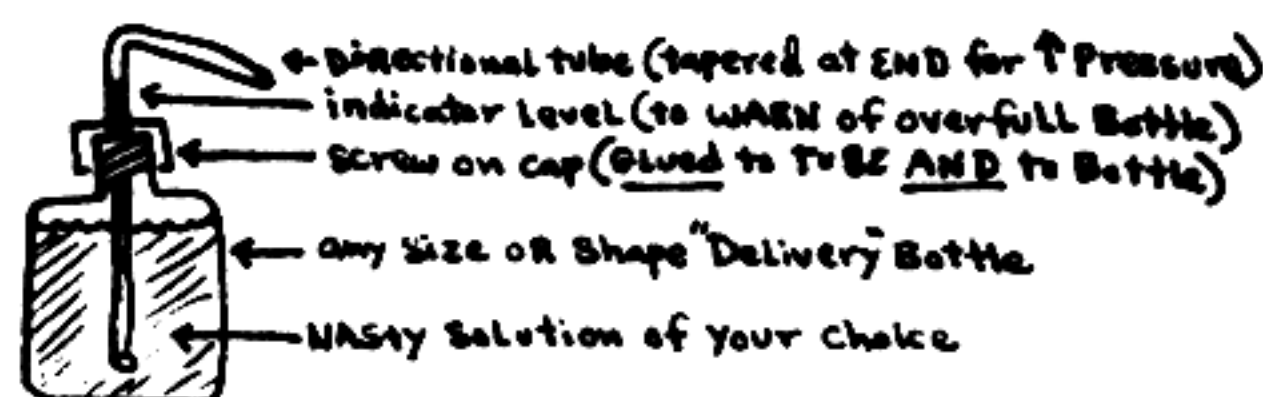 Directional tube (tapered at END for ↑ Pressure)
indicator level (to WARN of overfull Bottle)
screw on cap (Glued to TUBE AND to Bottle)
any size OR shape "Delivery" Bottle
NASty Solution of Your choice